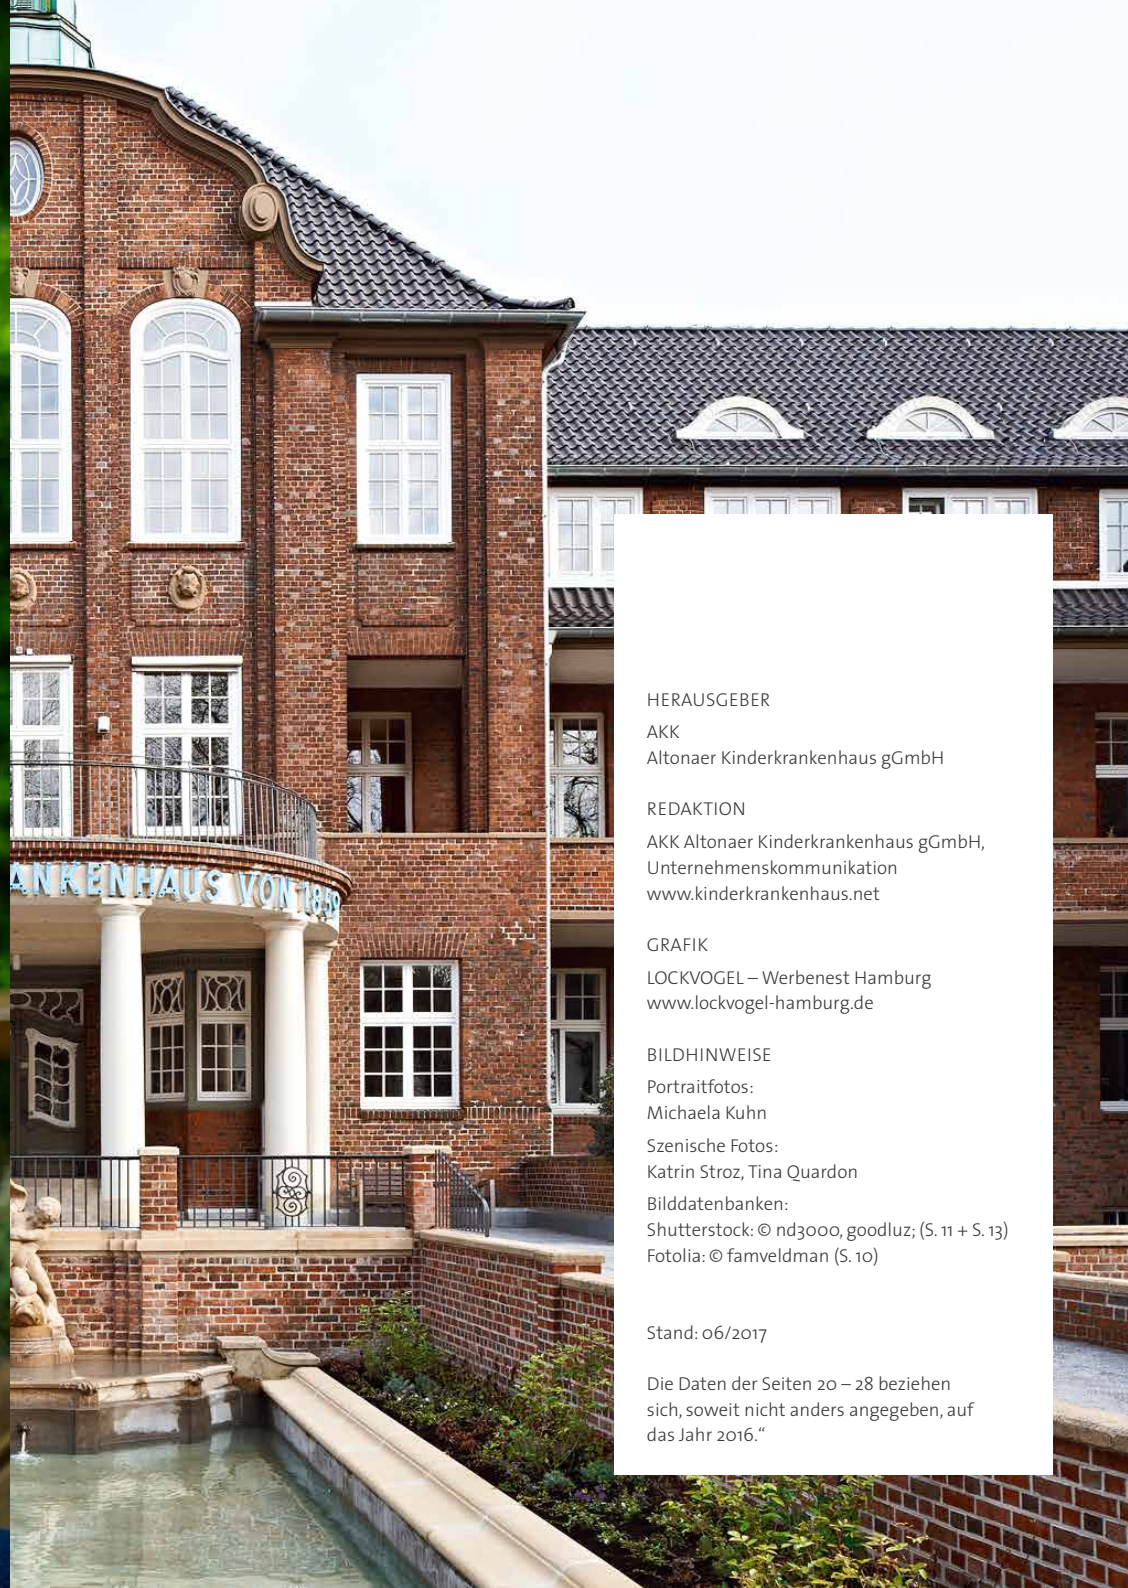 ANKENHAUS VON 1859
HERAUSGEBER
AKK
Altonaer Kinderkrankenhaus gGmbH
REDAKTION
AKK Altonaer Kinderkrankenhaus gGmbH,
Unternehmenskommunikation
www.kinderkrankenhaus.net
GRAFIK
LOCKVOGEL – Werbenest Hamburg
www.lockvogel-hamburg.de
BILDHINWEISE
Portraitfotos:
Michaela Kuhn
Szenische Fotos:
Katrin Stroz, Tina Quardon
Bilddatenbanken:
Shutterstock: © nd3000, goodluz; (S. 11 + S. 13)
Fotolia: © famveldman (S. 10)
Stand: 06/2017
Die Daten der Seiten 20 – 28 beziehen
sich, soweit nicht anders angegeben, auf
das Jahr 2016.“